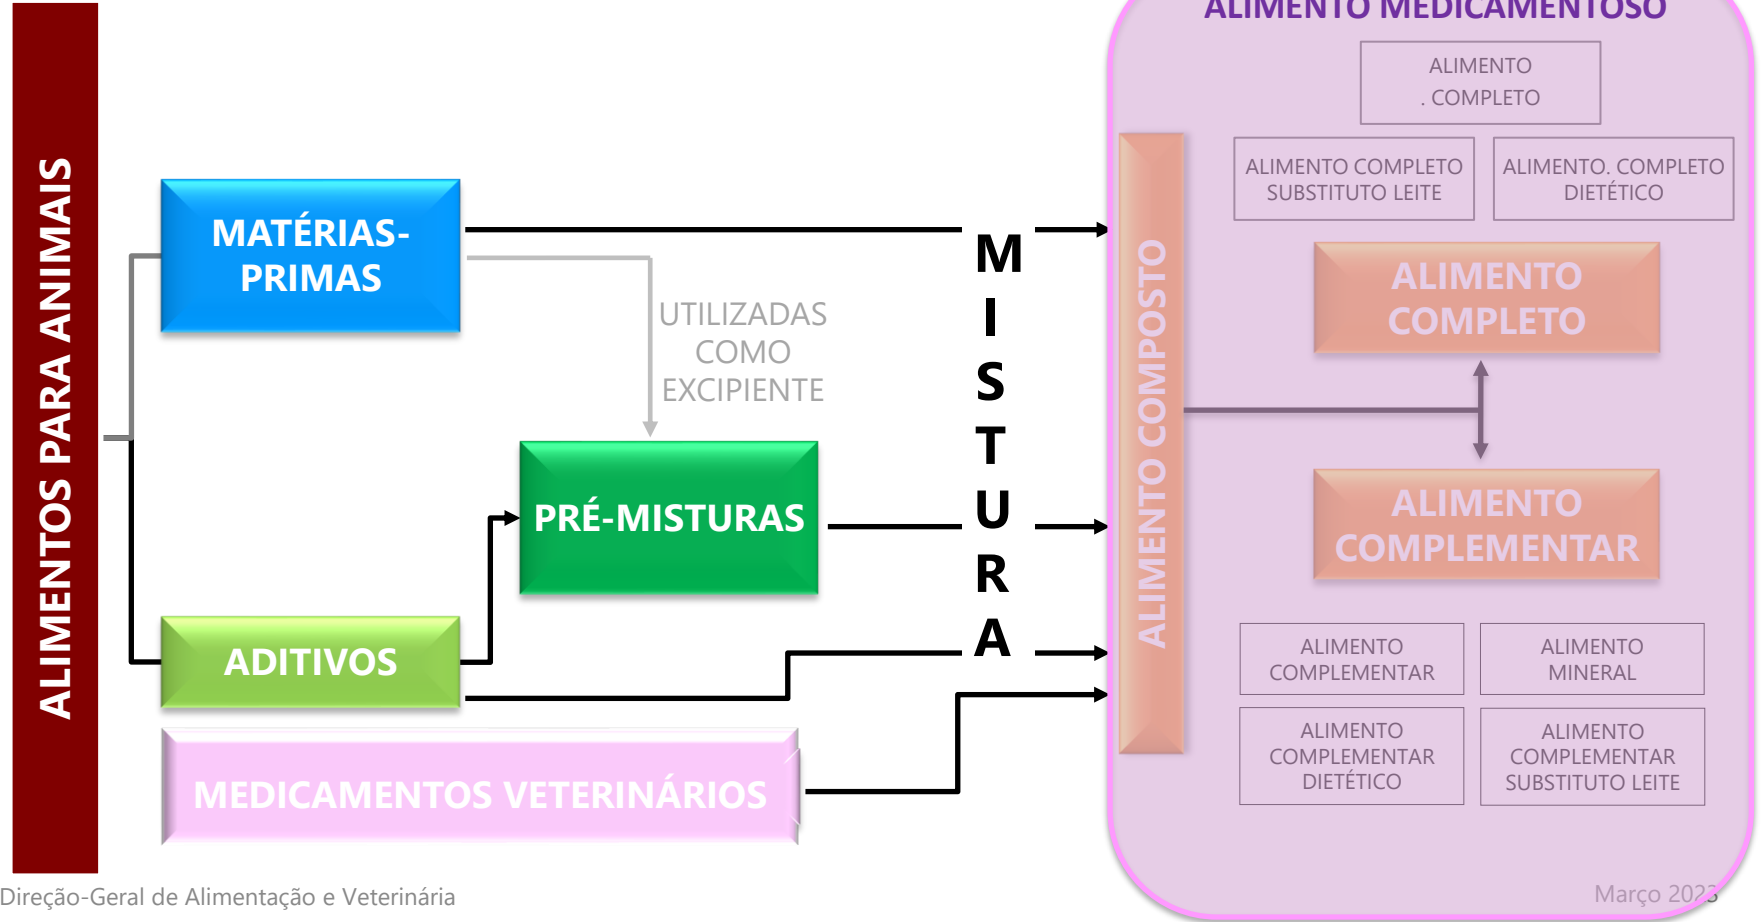 ALIMENTOS PARA ANIMAIS
MATÉRIAS-
PRIMAS
UTILIZADAS
COMO
EXCIPIENTE
PRÉ-MISTURAS
ADITIVOS
MEDICAMENTOS VETERINÁRIOS
M
I
S
T
U
R
A
ALIMENTO MEDICAMENTOSO
ALIMENTO
. COMPLETO
ALIMENTO COMPLETO
SUBSTITUTO LEITE
ALIMENTO. COMPLETO
DIETÉTICO
ALIMENTO COMPOSTO
ALIMENTO
COMPLETO
ALIMENTO
COMPLEMENTAR
ALIMENTO
COMPLEMENTAR
ALIMENTO
MINERAL
ALIMENTO
COMPLEMENTAR
DIETÉTICO
ALIMENTO
COMPLEMENTAR
SUBSTITUTO LEITE
Direção-Geral de Alimentação e Veterinária
Março 2023